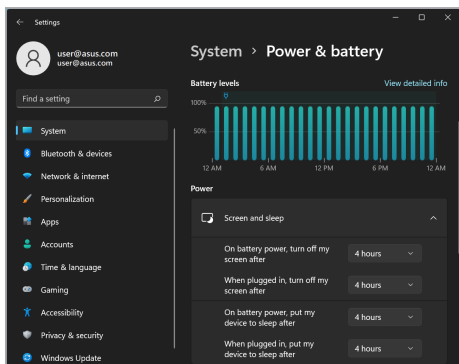 Settings
user@asus.com
user@asus.com
Find a setting
System
Bluetooth & devices
Network & internet
Personalization
Apps
Accounts
Time & language
Gaming
Accessibility
Privacy & security
Windows Update
System > Power & battery
Battery levels
View detailed info
100%
50%
12 AM 6 AM 12 PM 6 PM 12 AM
Power
Screen and sleep
On battery power, turn off my
screen after
4 hours
When plugged in, turn off my
screen after
4 hours
On battery power, put my
device to sleep after
4 hours
When plugged in, put my
device to sleep after
4 hours